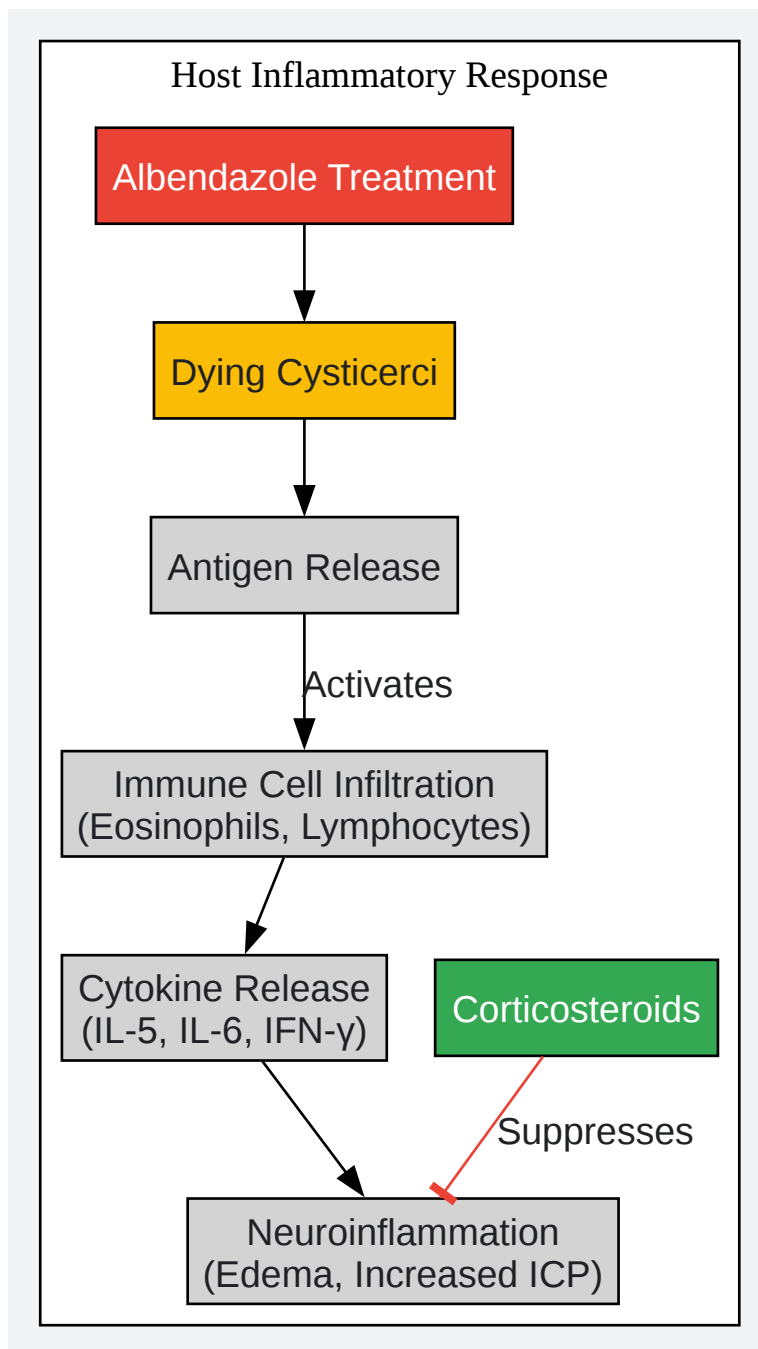 Host Inflammatory Response
Albendazole Treatment
Dying Cysticerci
Antigen Release
Activates
Immune Cell Infiltration
(Eosinophils, Lymphocytes)
Cytokine Release
(IL-5, IL-6, IFN-γ)
Corticosteroids
Suppresses
Neuroinflammation
(Edema, Increased ICP)